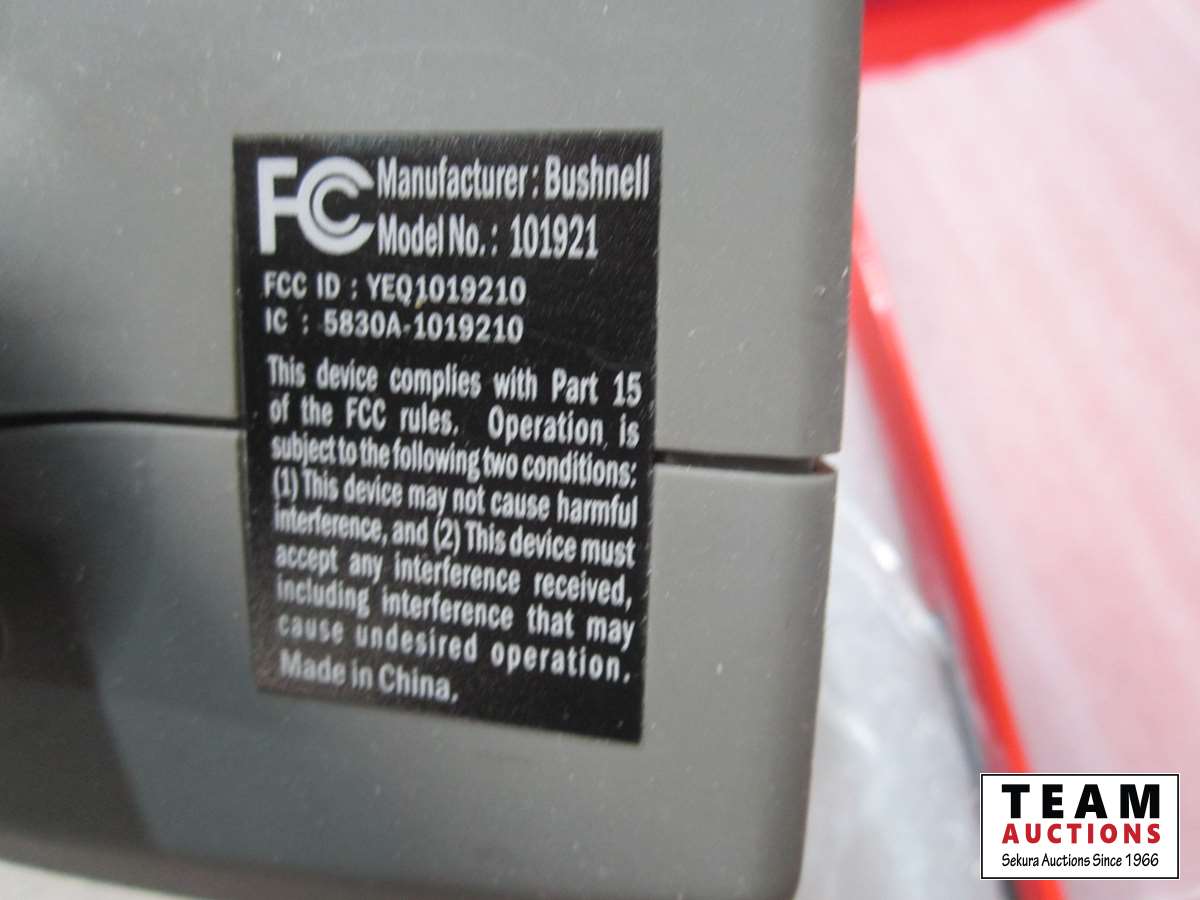 FC Manufacturer: Bushnell
Model No.: 101921
FCC ID : YEQ1019210
IC : 5830A-1019210
This device complies with Part 15
of the FCC rules. Operation is
subject to the following two conditions:
(1) This device may not cause harmful
interference, and (2) This device must
accept any interference received,
including interference that may
cause undesired operation.
Made in China.
TEAM
AUCTIONS
Sekura Auctions Since 1966